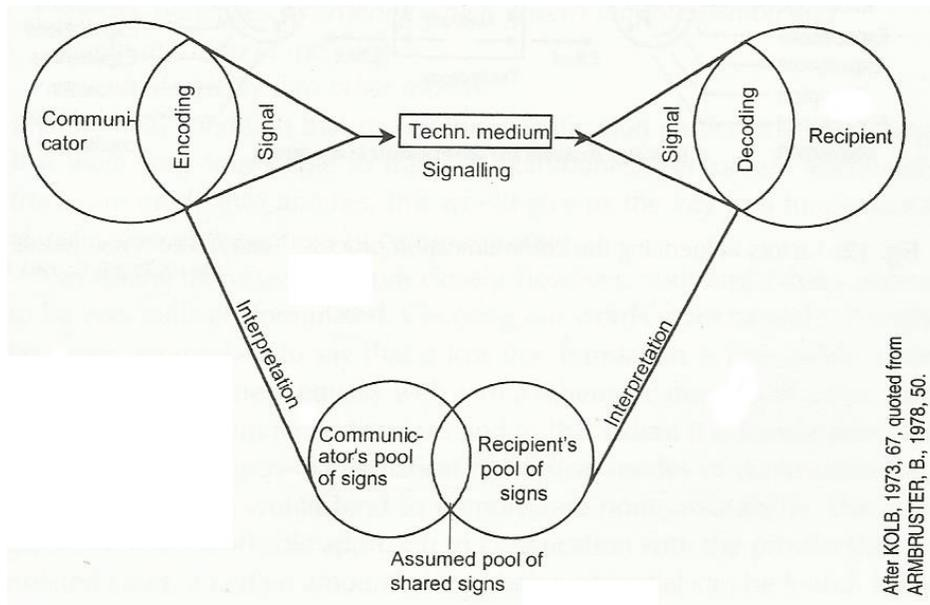 Communi-
cator
Encoding
Signal
Techn. medium
Signalling
Signal
Decoding
Recipient
Interpretation
Interpretation
Communic-
ator's pool
of signs
Recipient's
pool of
signs
Assumed pool of
shared signs
After KOLB, 1973, 67, quoted from
ARMBRUSTER, B., 1978, 50.